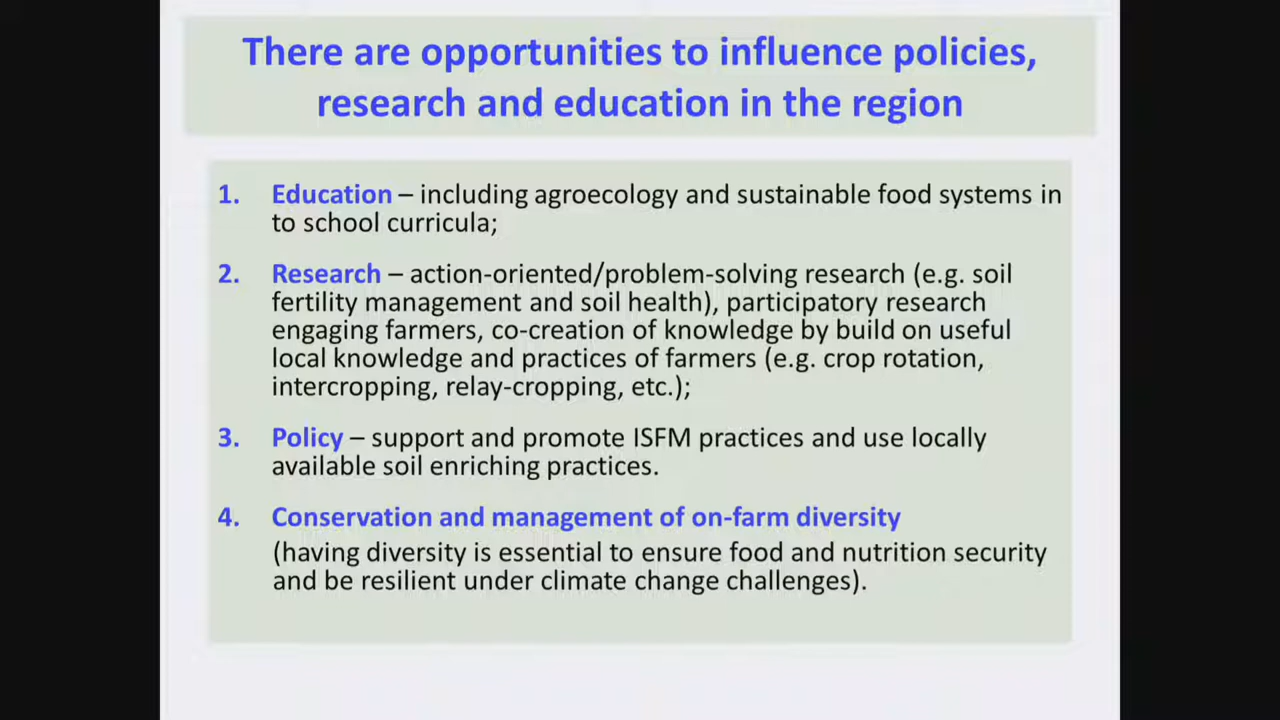 There are opportunities to influence policies,
research and education in the region
1. Education – including agroecology and sustainable food systems in
to school curricula;
2. Research – action-oriented/problem-solving research (e.g. soil
fertility management and soil health), participatory research
engaging farmers, co-creation of knowledge by build on useful
local knowledge and practices of farmers (e.g. crop rotation,
intercropping, relay-cropping, etc.);
3. Policy – support and promote ISFM practices and use locally
available soil enriching practices.
4. Conservation and management of on-farm diversity
(having diversity is essential to ensure food and nutrition security
and be resilient under climate change challenges).